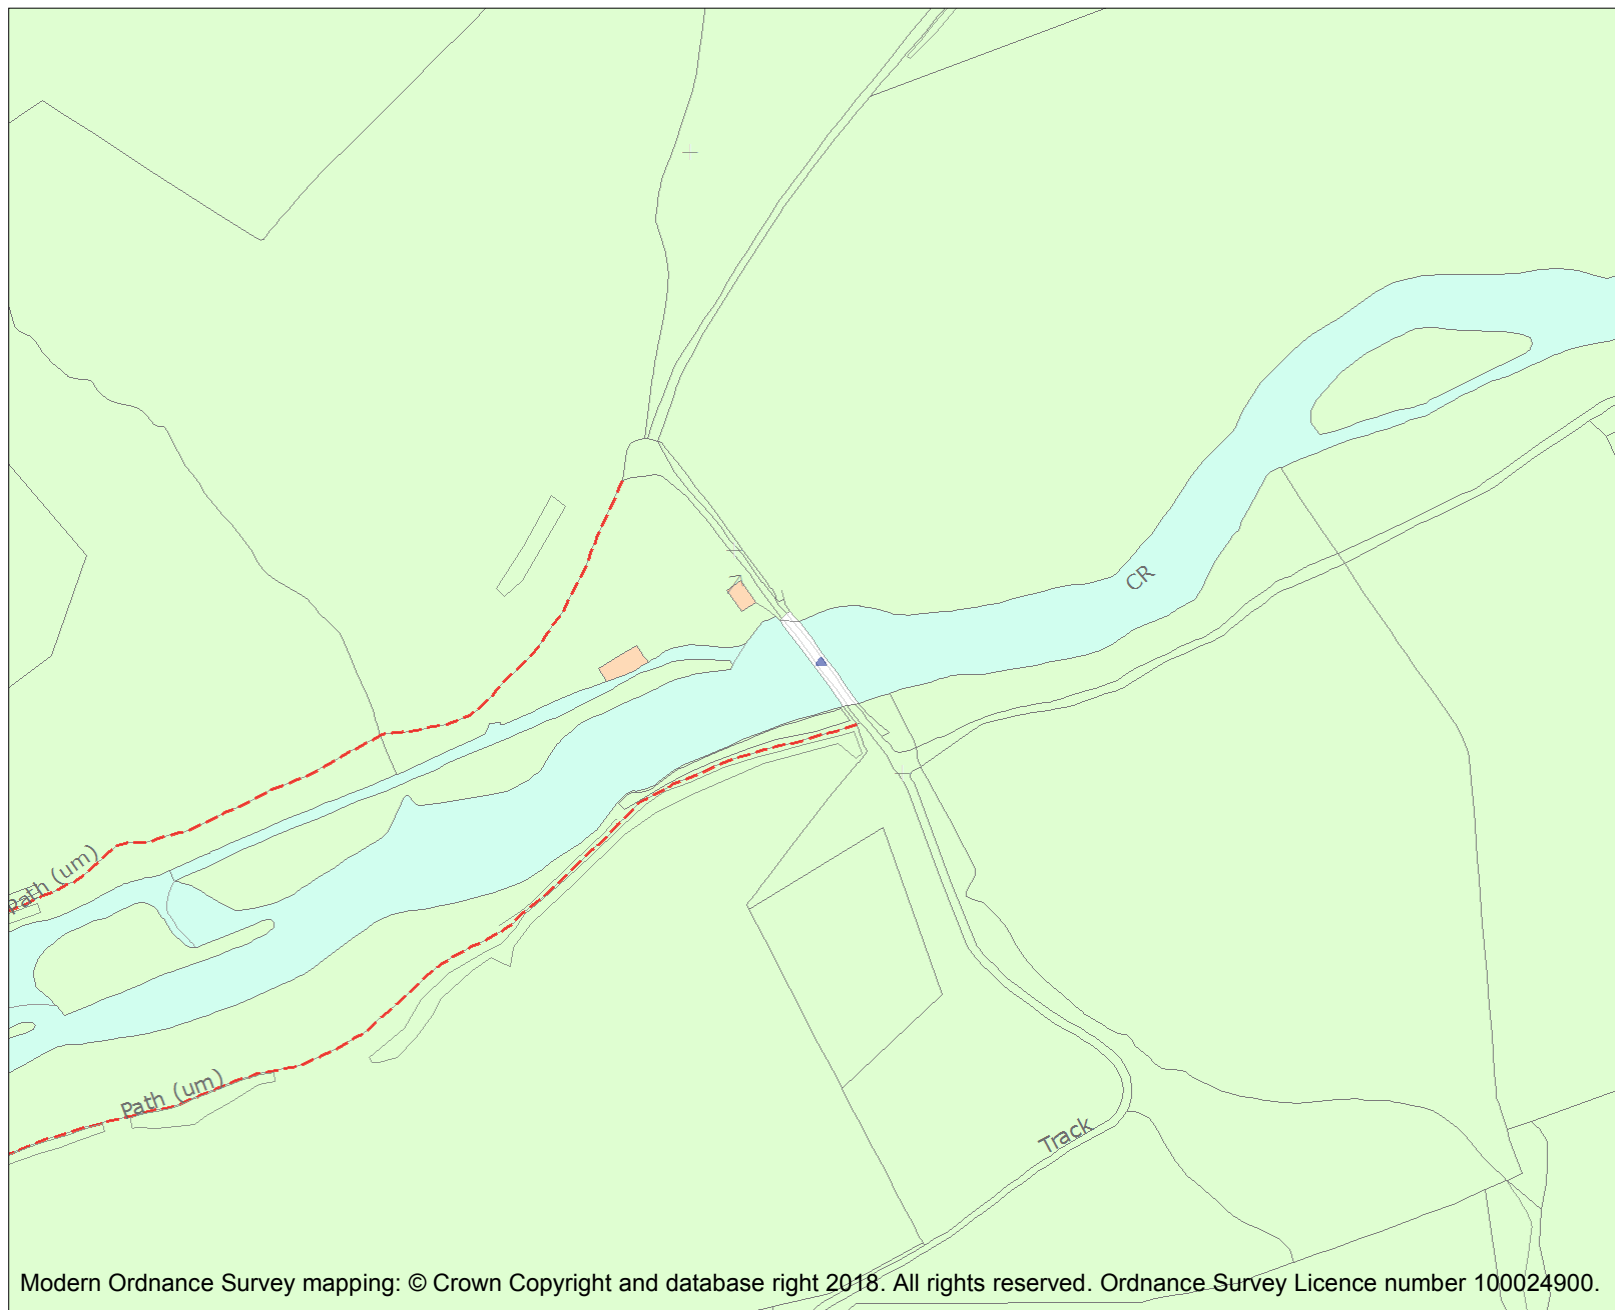 CR
Path (um)
Path (um)
Track
Modern Ordnance Survey mapping: © Crown Copyright and database right 2018. All rights reserved. Ordnance Survey Licence number 100024900.